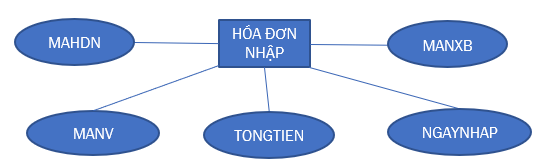 MAHDN
HÓA ĐƠN
NHẬP
MANXB
MANV
TONGTIEN
NGAYNHAP